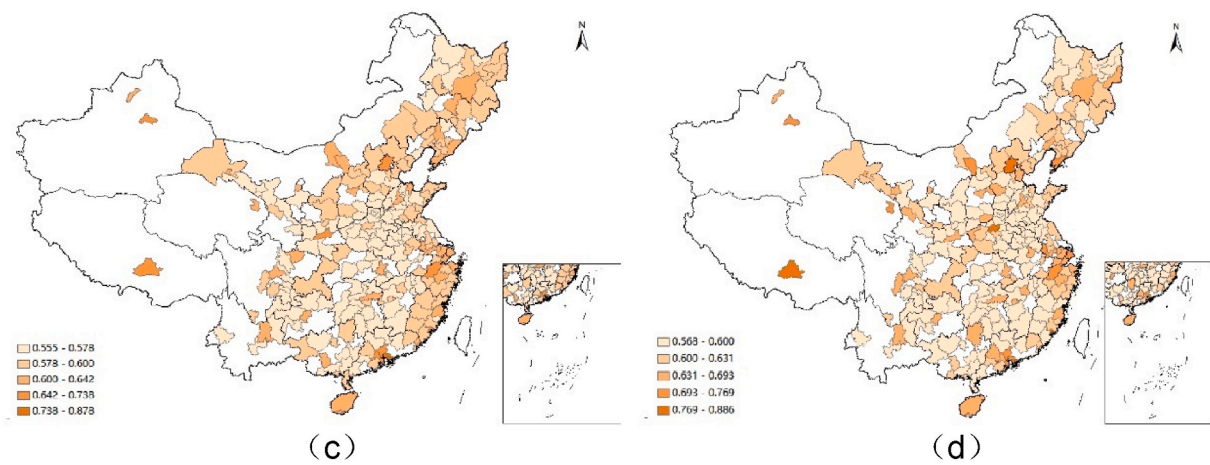 N
N
0.555 - 0.578
0.578 - 0.600
0.600 - 0.642
0.642 - 0.738
0.738 - 0.878
0.568 - 0.600
0.600 - 0.631
0.631 - 0.693
0.693 - 0.769
0.769 - 0.886
（c）
（d）